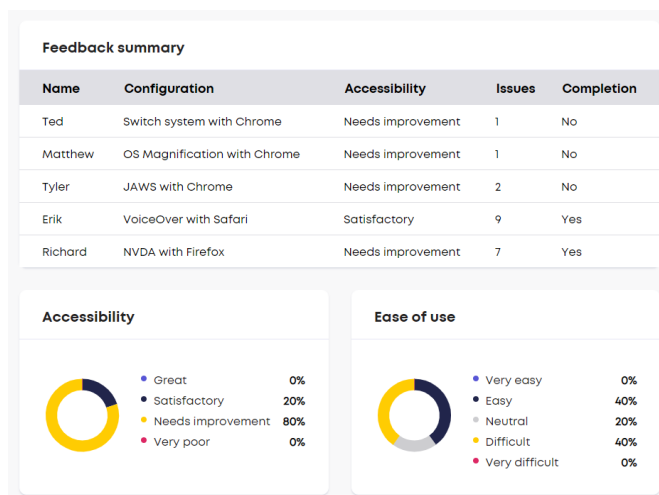 Feedback summary
Name Configuration Accessibility Issues Completion
Ted Switch system with Chrome Needs improvement 1 No
Matthew OS Magnification with Chrome Needs improvement 1 No
Tyler JAWS with Chrome Needs improvement 2 No
Erik VoiceOver with Safari Satisfactory 9 Yes
Richard NVDA with Firefox Needs improvement 7 Yes
Accessibility
Great 0%
Satisfactory 20%
Needs improvement 80%
Very poor 0%
Ease of use
Very easy 0%
Easy 40%
Neutral 20%
Difficult 40%
Very difficult 0%